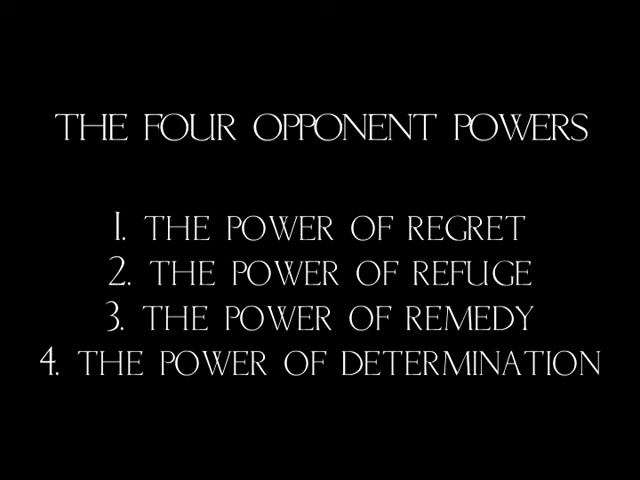 THE FOUR OPPONENT POWERS
1. THE POWER OF REGRET
2. THE POWER OF REFUGE
3. THE POWER OF REMEDY
4. THE POWER OF DETERMINATION